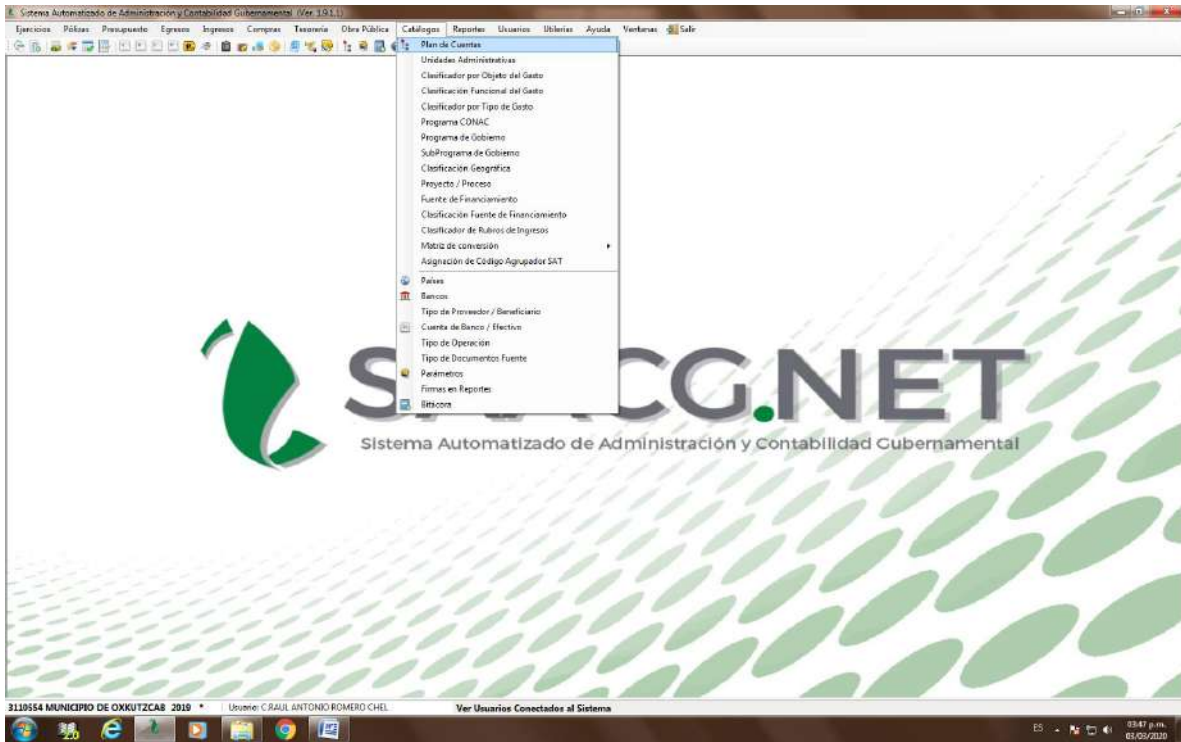 Sistema Automatizado de Administración y Contabilidad Gubernamental (Ver. 1.9.1.1)
Ejercicios Pólizas Presupuesto Egresos Ingresos Compras Tesorería Obra Pública Catálogos Reportes Usuarios Utilerías Ayuda Ventanas Salir
Plan de Cuentas
Unidades Administrativas
Clasificador por Objeto del Gasto
Clasificación Funcional del Gasto
Clasificador por Tipo de Gasto
Programa CONAC
Programa de Gobierno
SubPrograma de Gobierno
Clasificación Geográfica
Proyecto / Proceso
Fuente de Financiamiento
Clasificación Fuente de Financiamiento
Clasificador de Rubros de Ingresos
Matriz de conversión
Asignación de Código Agrupador SAT
Países
Bancos
Tipo de Proveedor / Beneficiario
Cuenta de Banco / Efectivo
Tipo de Operación
Tipo de Documentos Fuente
Parámetros
Firmas en Reportes
Bitácora
S CG.NET
Sistema Automatizado de Administración y Contabilidad Gubernamental
3110554 MUNICIPIO DE OXKUTZCAB 2019 * Usuario: C.RAUL ANTONIO ROMERO CHEL Ver Usuarios Conectados al Sistema
ES 03:47 p.m.
03/03/2020